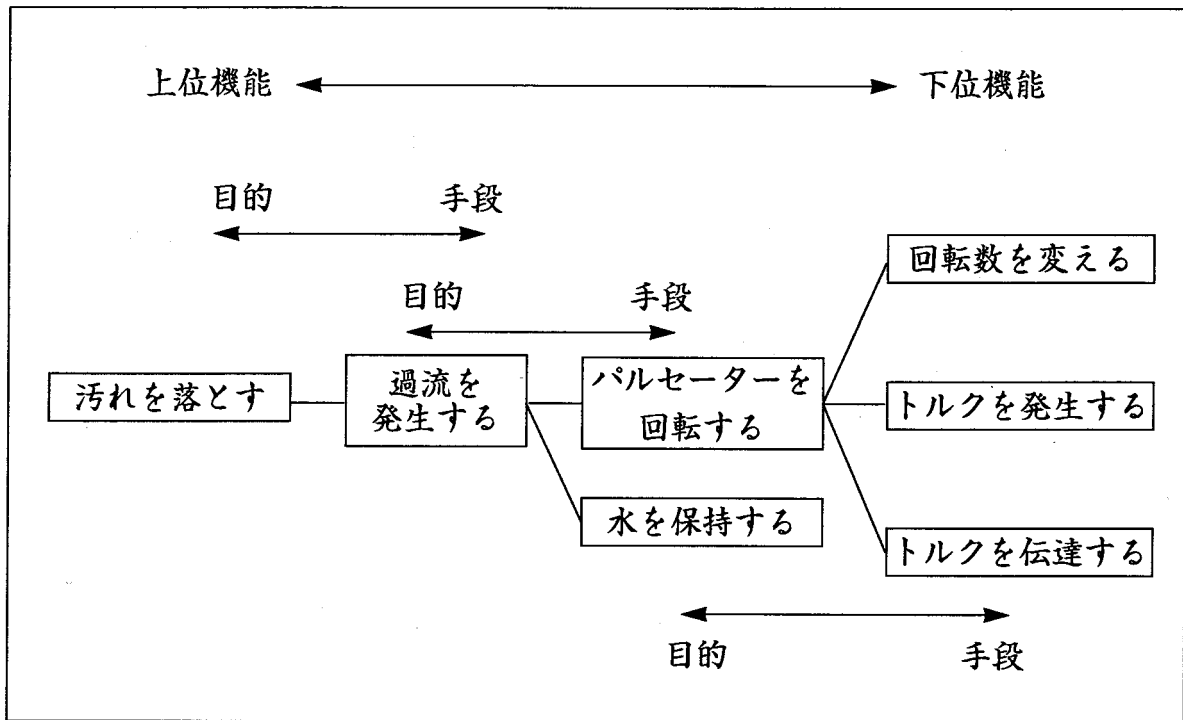 上位機能
下位機能
目的
手段
目的
手段
汚れを落とす
過流を
発生する
パルセーターを
回転する
水を保持する
回転数を変える
トルクを発生する
トルクを伝達する
目的
手段